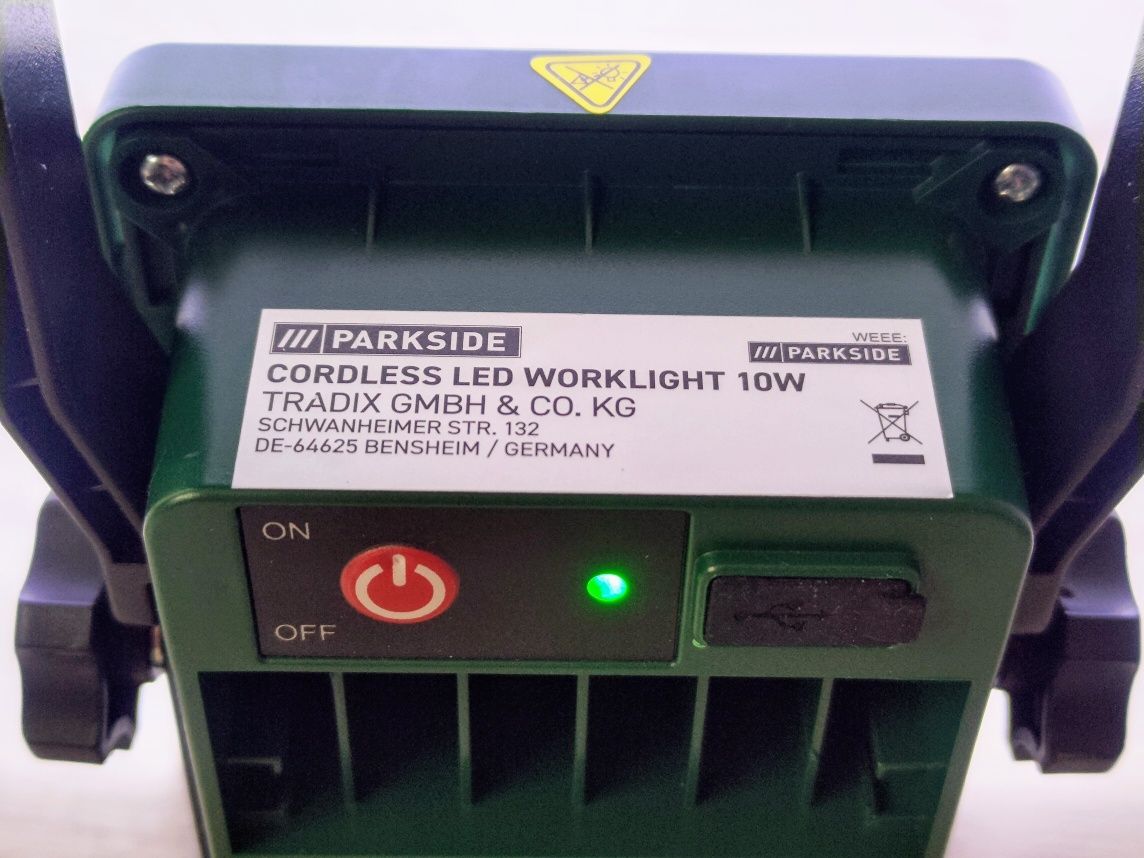 /// PARKSIDE
WEEE:
/// PARKSIDE
CORDLESS LED WORKLIGHT 10W
TRADIX GMBH & CO. KG
SCHWANHEIMER STR. 132
DE-64625 BENSHEIM / GERMANY
ON
OFF